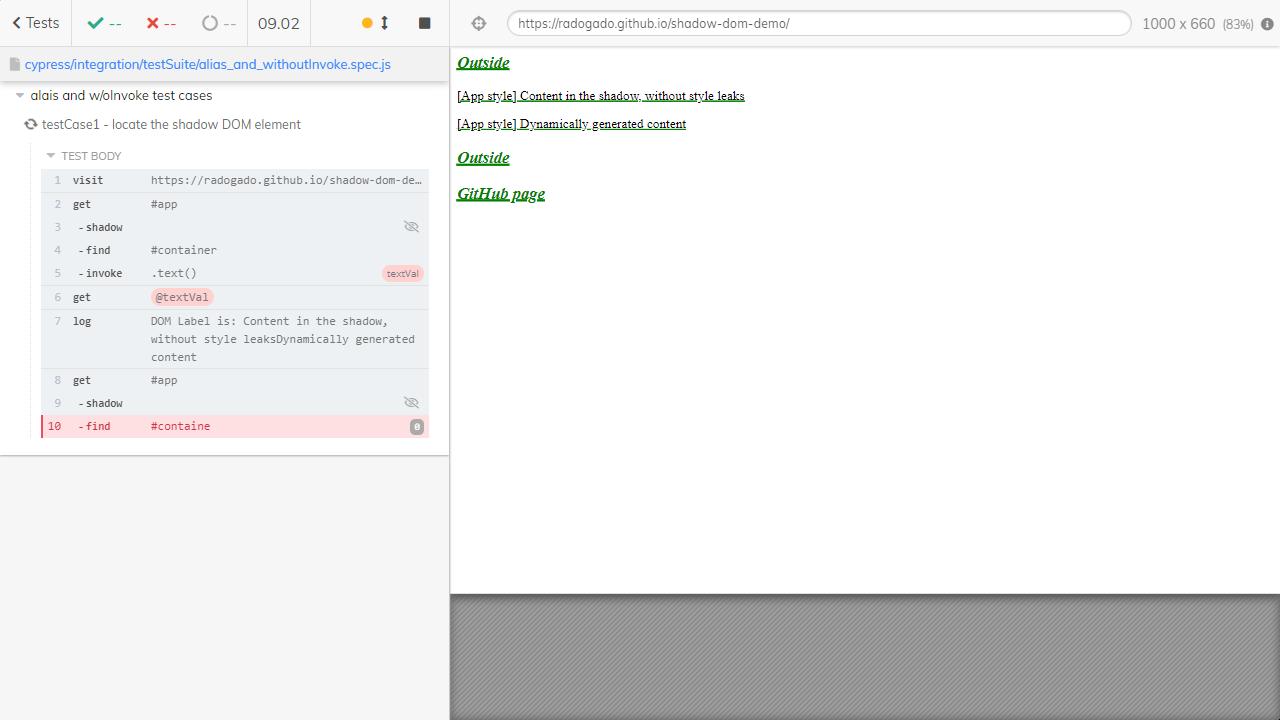 Tests -- -- -- 09.02 https://radogado.github.io/shadow-dom-demo/ 1000 x 660 (83%)
cypress/integration/testSuite/alias_and_withoutInvoke.spec.js
alais and w/oInvoke test cases
testCase1 - locate the shadow DOM element
TEST BODY
1 visit https://radogado.github.io/shadow-dom-de…
2 get #app
3 -shadow
4 -find #container
5 -invoke .text() textVal
6 get @textVal
7 log DOM Label is: Content in the shadow,
without style leaksDynamically generated
content
8 get #app
9 -shadow
10 -find #containe 0
Outside
[App style] Content in the shadow, without style leaks
[App style] Dynamically generated content
Outside
GitHub page